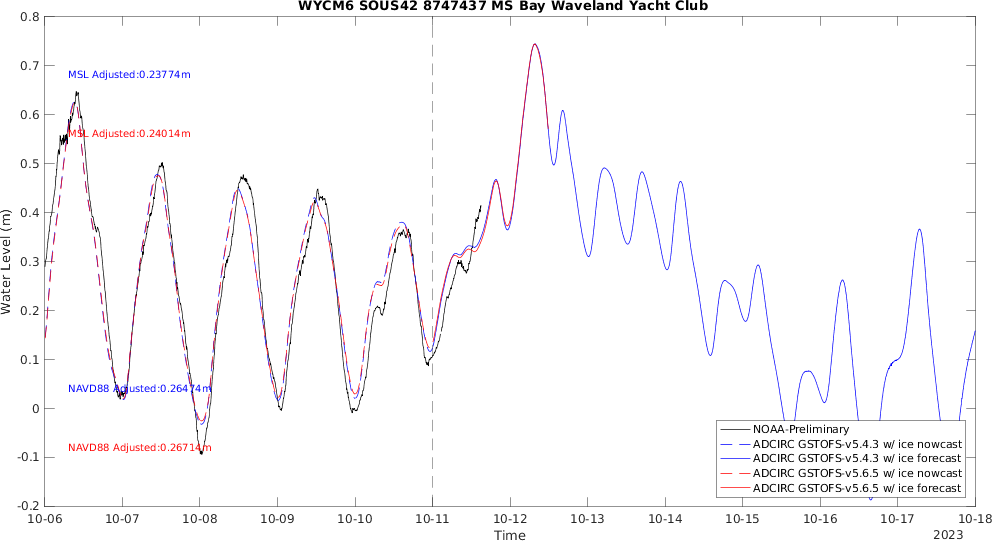 WYCM6 SOUS42 8747437 MS Bay Waveland Yacht Club
0.8
0.7
0.6
0.5
0.4
0.3
0.2
0.1
0
-0.1
-0.2
Water Level (m)
MSL Adjusted:0.23774m
MSL Adjusted:0.24014m
NAVD88 Adjusted:0.26474m
NAVD88 Adjusted:0.26714m
NOAA-Preliminary
ADCIRC GSTOFS-v5.4.3 w/ ice nowcast
ADCIRC GSTOFS-v5.4.3 w/ ice forecast
ADCIRC GSTOFS-v5.6.5 w/ ice nowcast
ADCIRC GSTOFS-v5.6.5 w/ ice forecast
10-06 10-07 10-08 10-09 10-10 10-11 10-12 10-13 10-14 10-15 10-16 10-17 10-18
Time
2023